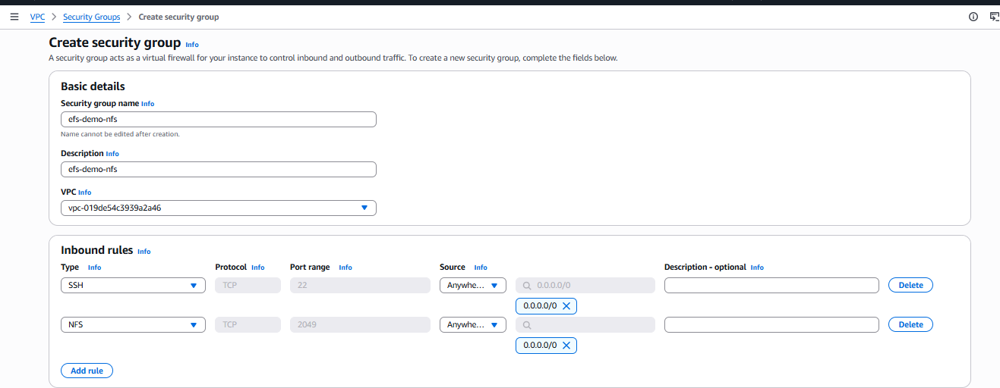 VPC > Security Groups > Create security group
Create security group Info
A security group acts as a virtual firewall for your instance to control inbound and outbound traffic. To create a new security group, complete the fields below.
Basic details
Security group name Info
efs-demo-nfs
Name cannot be edited after creation.
Description Info
efs-demo-nfs
VPC Info
vpc-019de54c3939a2a46
Inbound rules Info
Type Info Protocol Info Port range Info Source Info Description - optional Info
SSH TCP 22 Anywhe... 0.0.0.0/0 Delete
0.0.0.0/0
NFS TCP 2049 Anywhe... Delete
0.0.0.0/0
Add rule